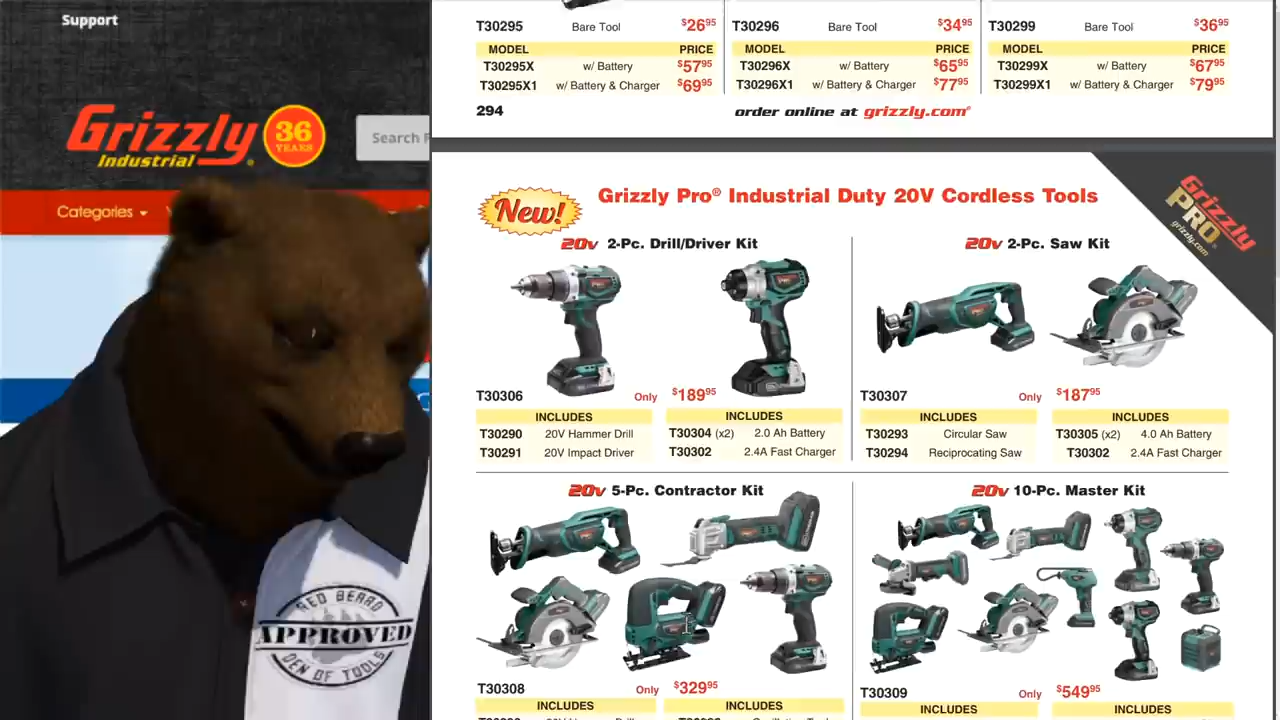 Support
Grizzly
Industrial
36
YEARS
Search
Categories
T30295 Bare Tool $26.95
MODEL PRICE
T30295X w/ Battery $57.95
T30295X1 w/ Battery & Charger $69.95
T30296 Bare Tool $34.95
MODEL PRICE
T30296X w/ Battery $65.95
T30296X1 w/ Battery & Charger $77.95
T30299 Bare Tool $36.95
MODEL PRICE
T30299X w/ Battery $67.95
T30299X1 w/ Battery & Charger $79.95
294
order online at grizzly.com®
New!
Grizzly Pro® Industrial Duty 20V Cordless Tools
Grizzly
PRO®
grizzly.com
20v 2-Pc. Drill/Driver Kit
T30306 Only $189.95
INCLUDES
T30290 20V Hammer Drill
T30291 20V Impact Driver
INCLUDES
T30304 (x2) 2.0 Ah Battery
T30302 2.4A Fast Charger
20v 2-Pc. Saw Kit
T30307 Only $187.95
INCLUDES
T30293 Circular Saw
T30294 Reciprocating Saw
INCLUDES
T30305 (x2) 4.0 Ah Battery
T30302 2.4A Fast Charger
20v 5-Pc. Contractor Kit
T30308 Only $329.95
INCLUDES
INCLUDES
20v 10-Pc. Master Kit
T30309 Only $549.95
INCLUDES
INCLUDES
RED BEARD
APPROVED
DEN OF TOOLS